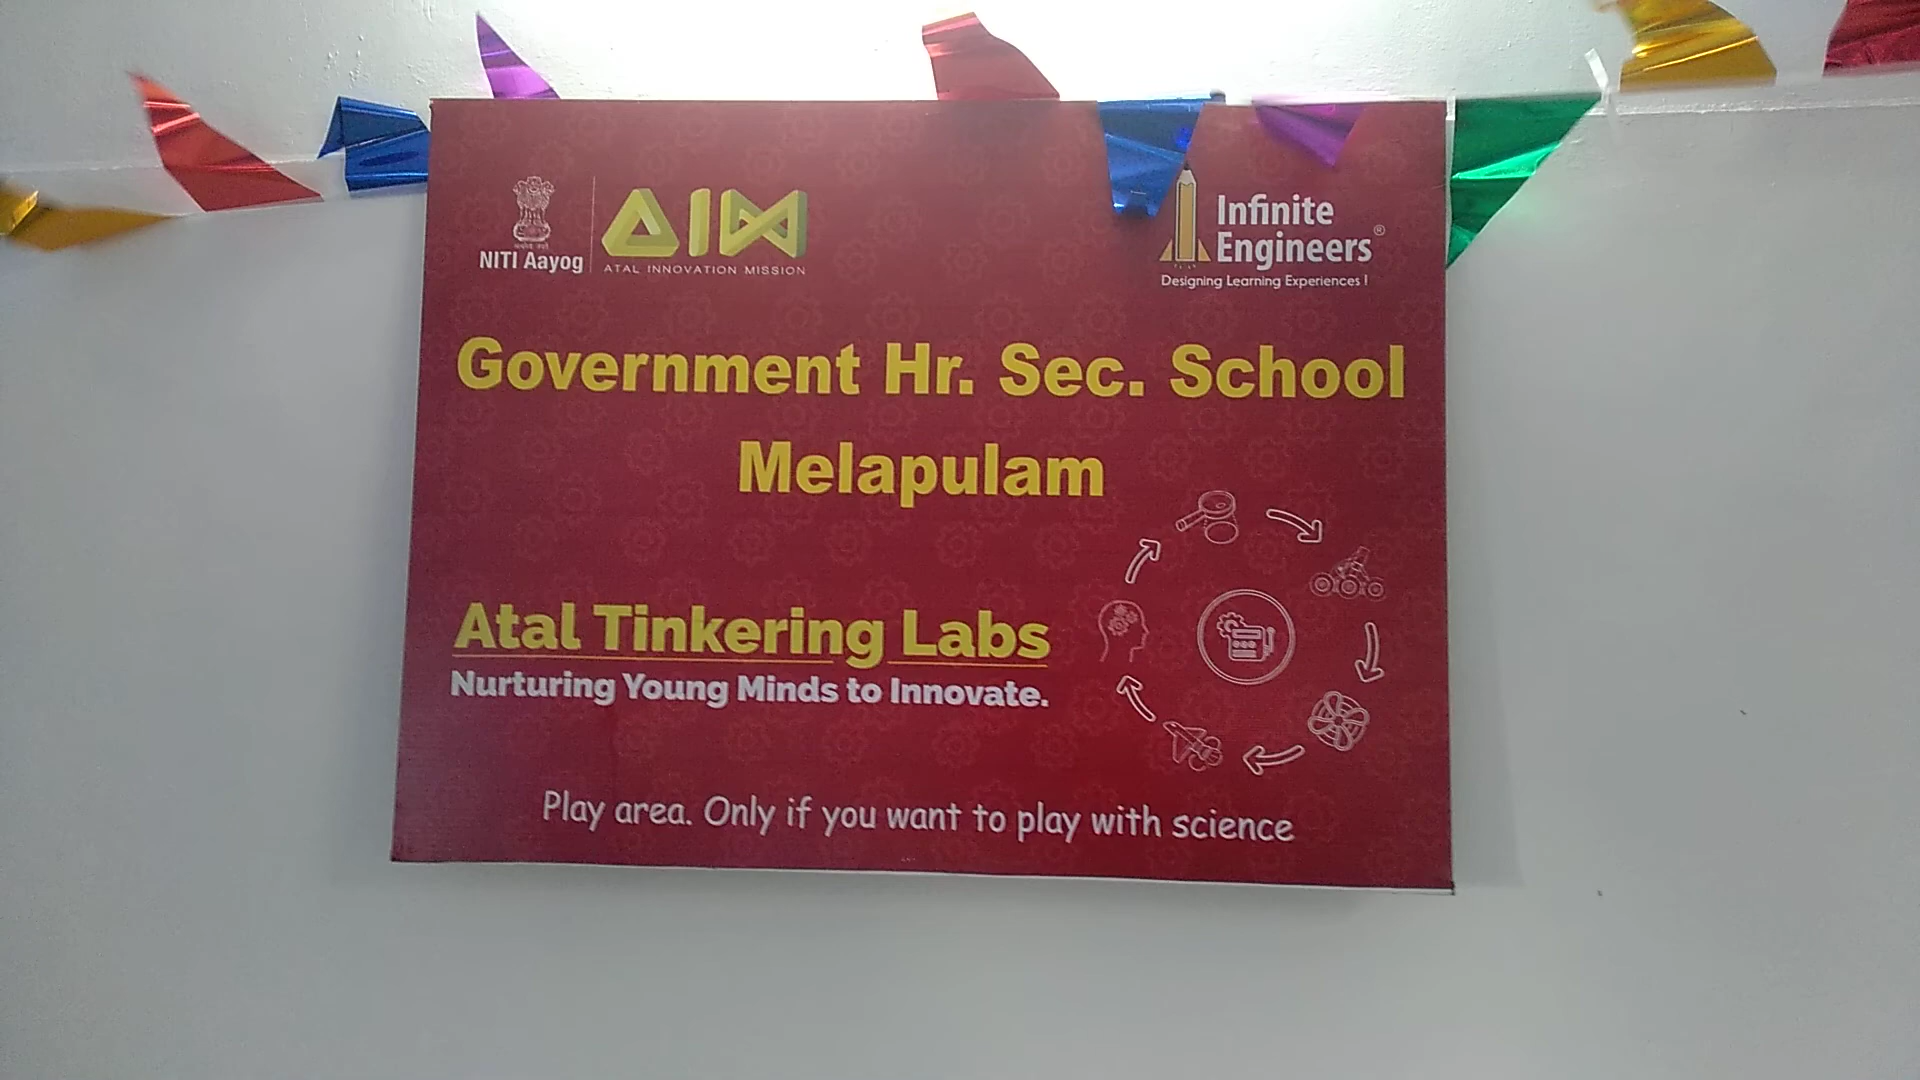 NITI Aayog
AIM
ATAL INNOVATION MISSION
Infinite
Engineers®
Designing Learning Experiences !
Government Hr. Sec. School
Melapulam
Atal Tinkering Labs
Nurturing Young Minds to Innovate.
Play area. Only if you want to play with science